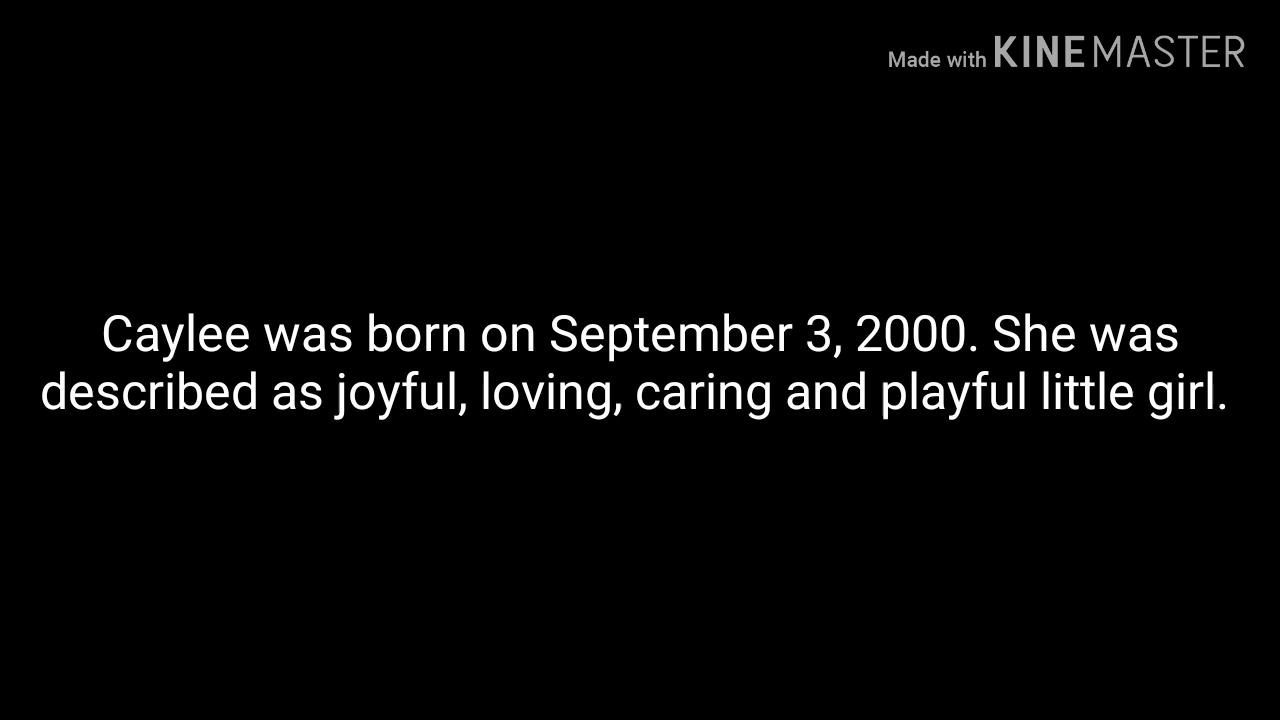 Made with KINEMASTER
Caylee was born on September 3, 2000. She was
described as joyful, loving, caring and playful little girl.